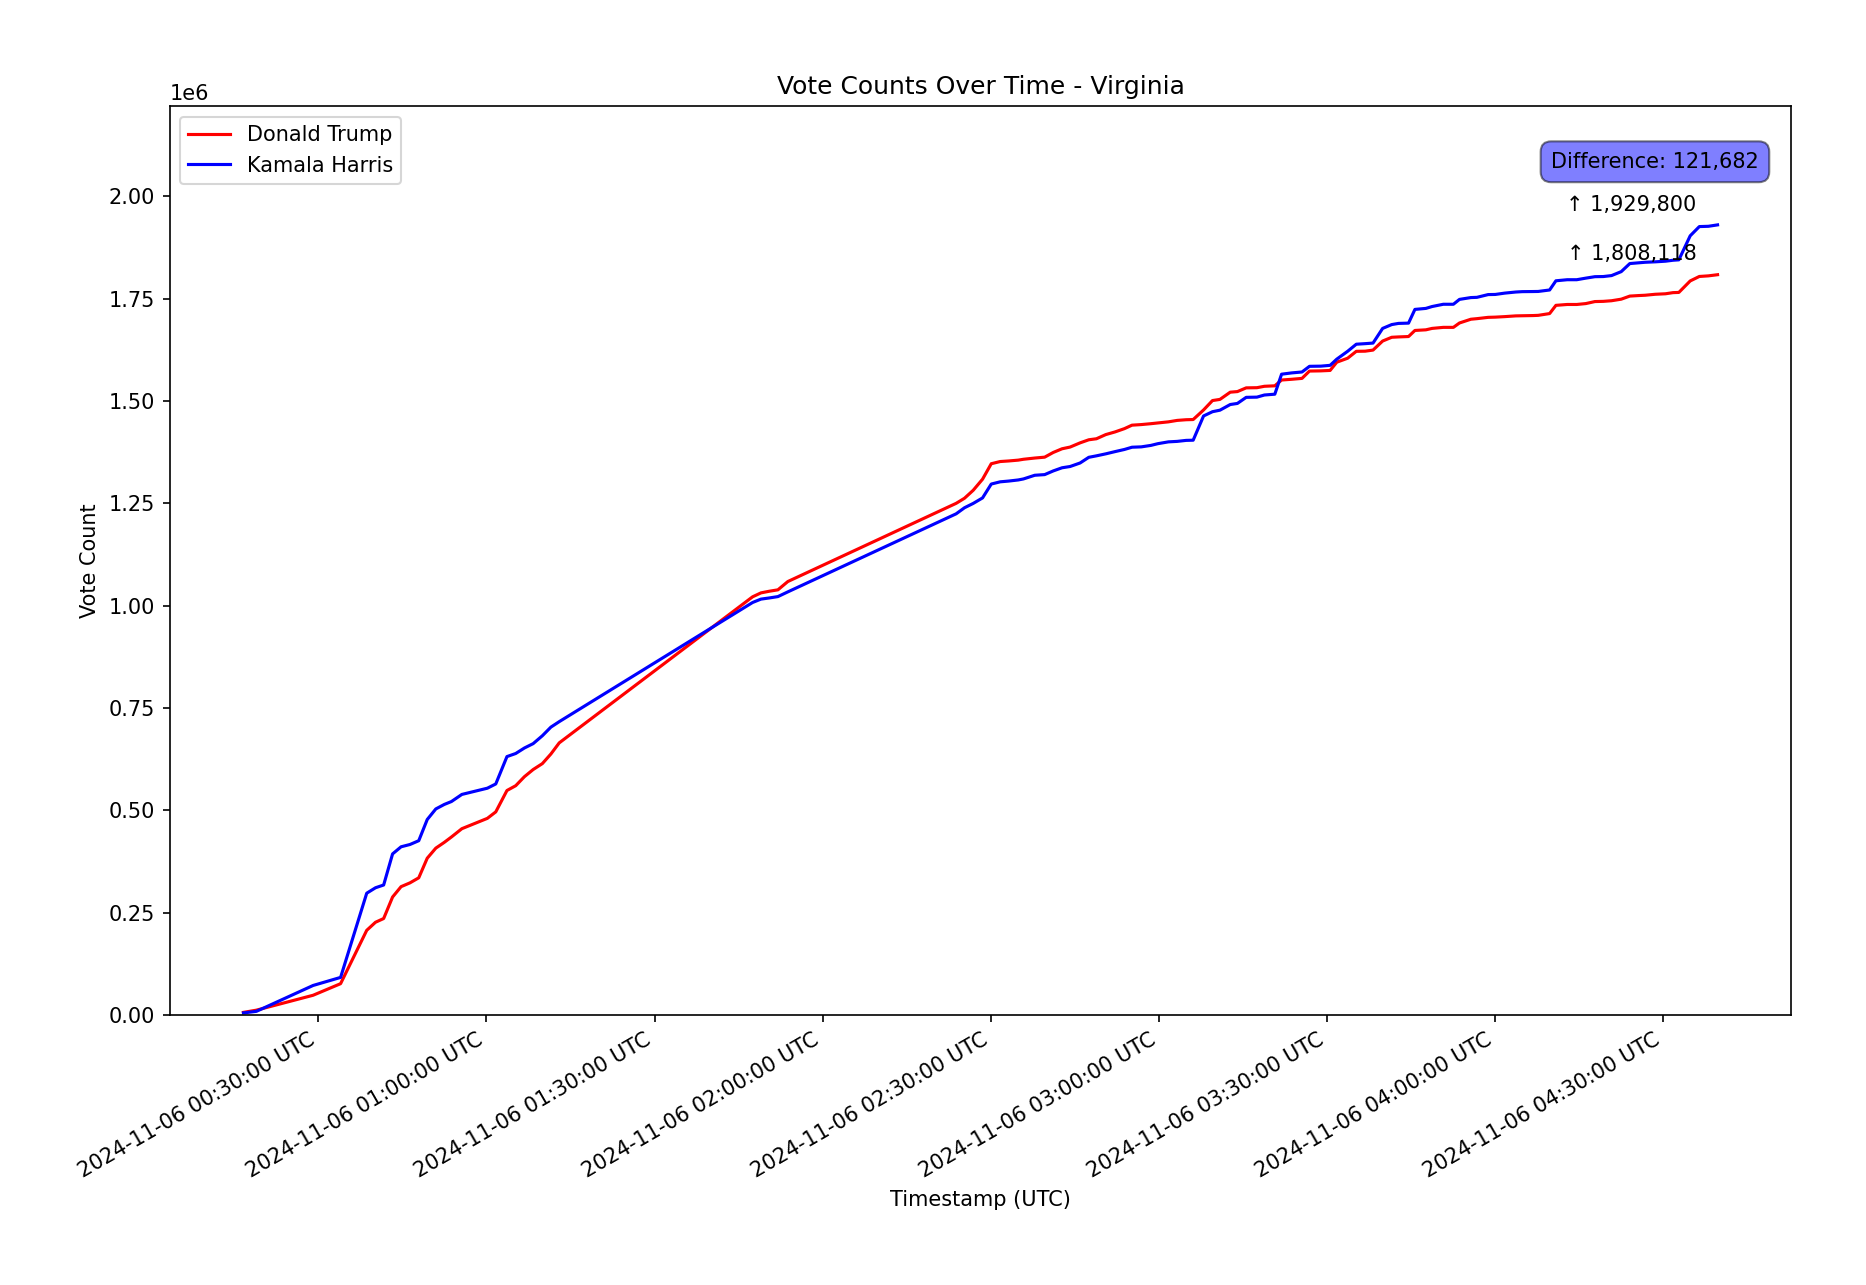 Vote Counts Over Time - Virginia
1e6
Donald Trump
Kamala Harris
Difference: 121,682
↑ 1,929,800
↑ 1,808,118
2.00
1.75
1.50
1.25
1.00
0.75
0.50
0.25
0.00
Vote Count
2024-11-06 00:30:00 UTC
2024-11-06 01:00:00 UTC
2024-11-06 01:30:00 UTC
2024-11-06 02:00:00 UTC
2024-11-06 02:30:00 UTC
2024-11-06 03:00:00 UTC
2024-11-06 03:30:00 UTC
2024-11-06 04:00:00 UTC
2024-11-06 04:30:00 UTC
Timestamp (UTC)